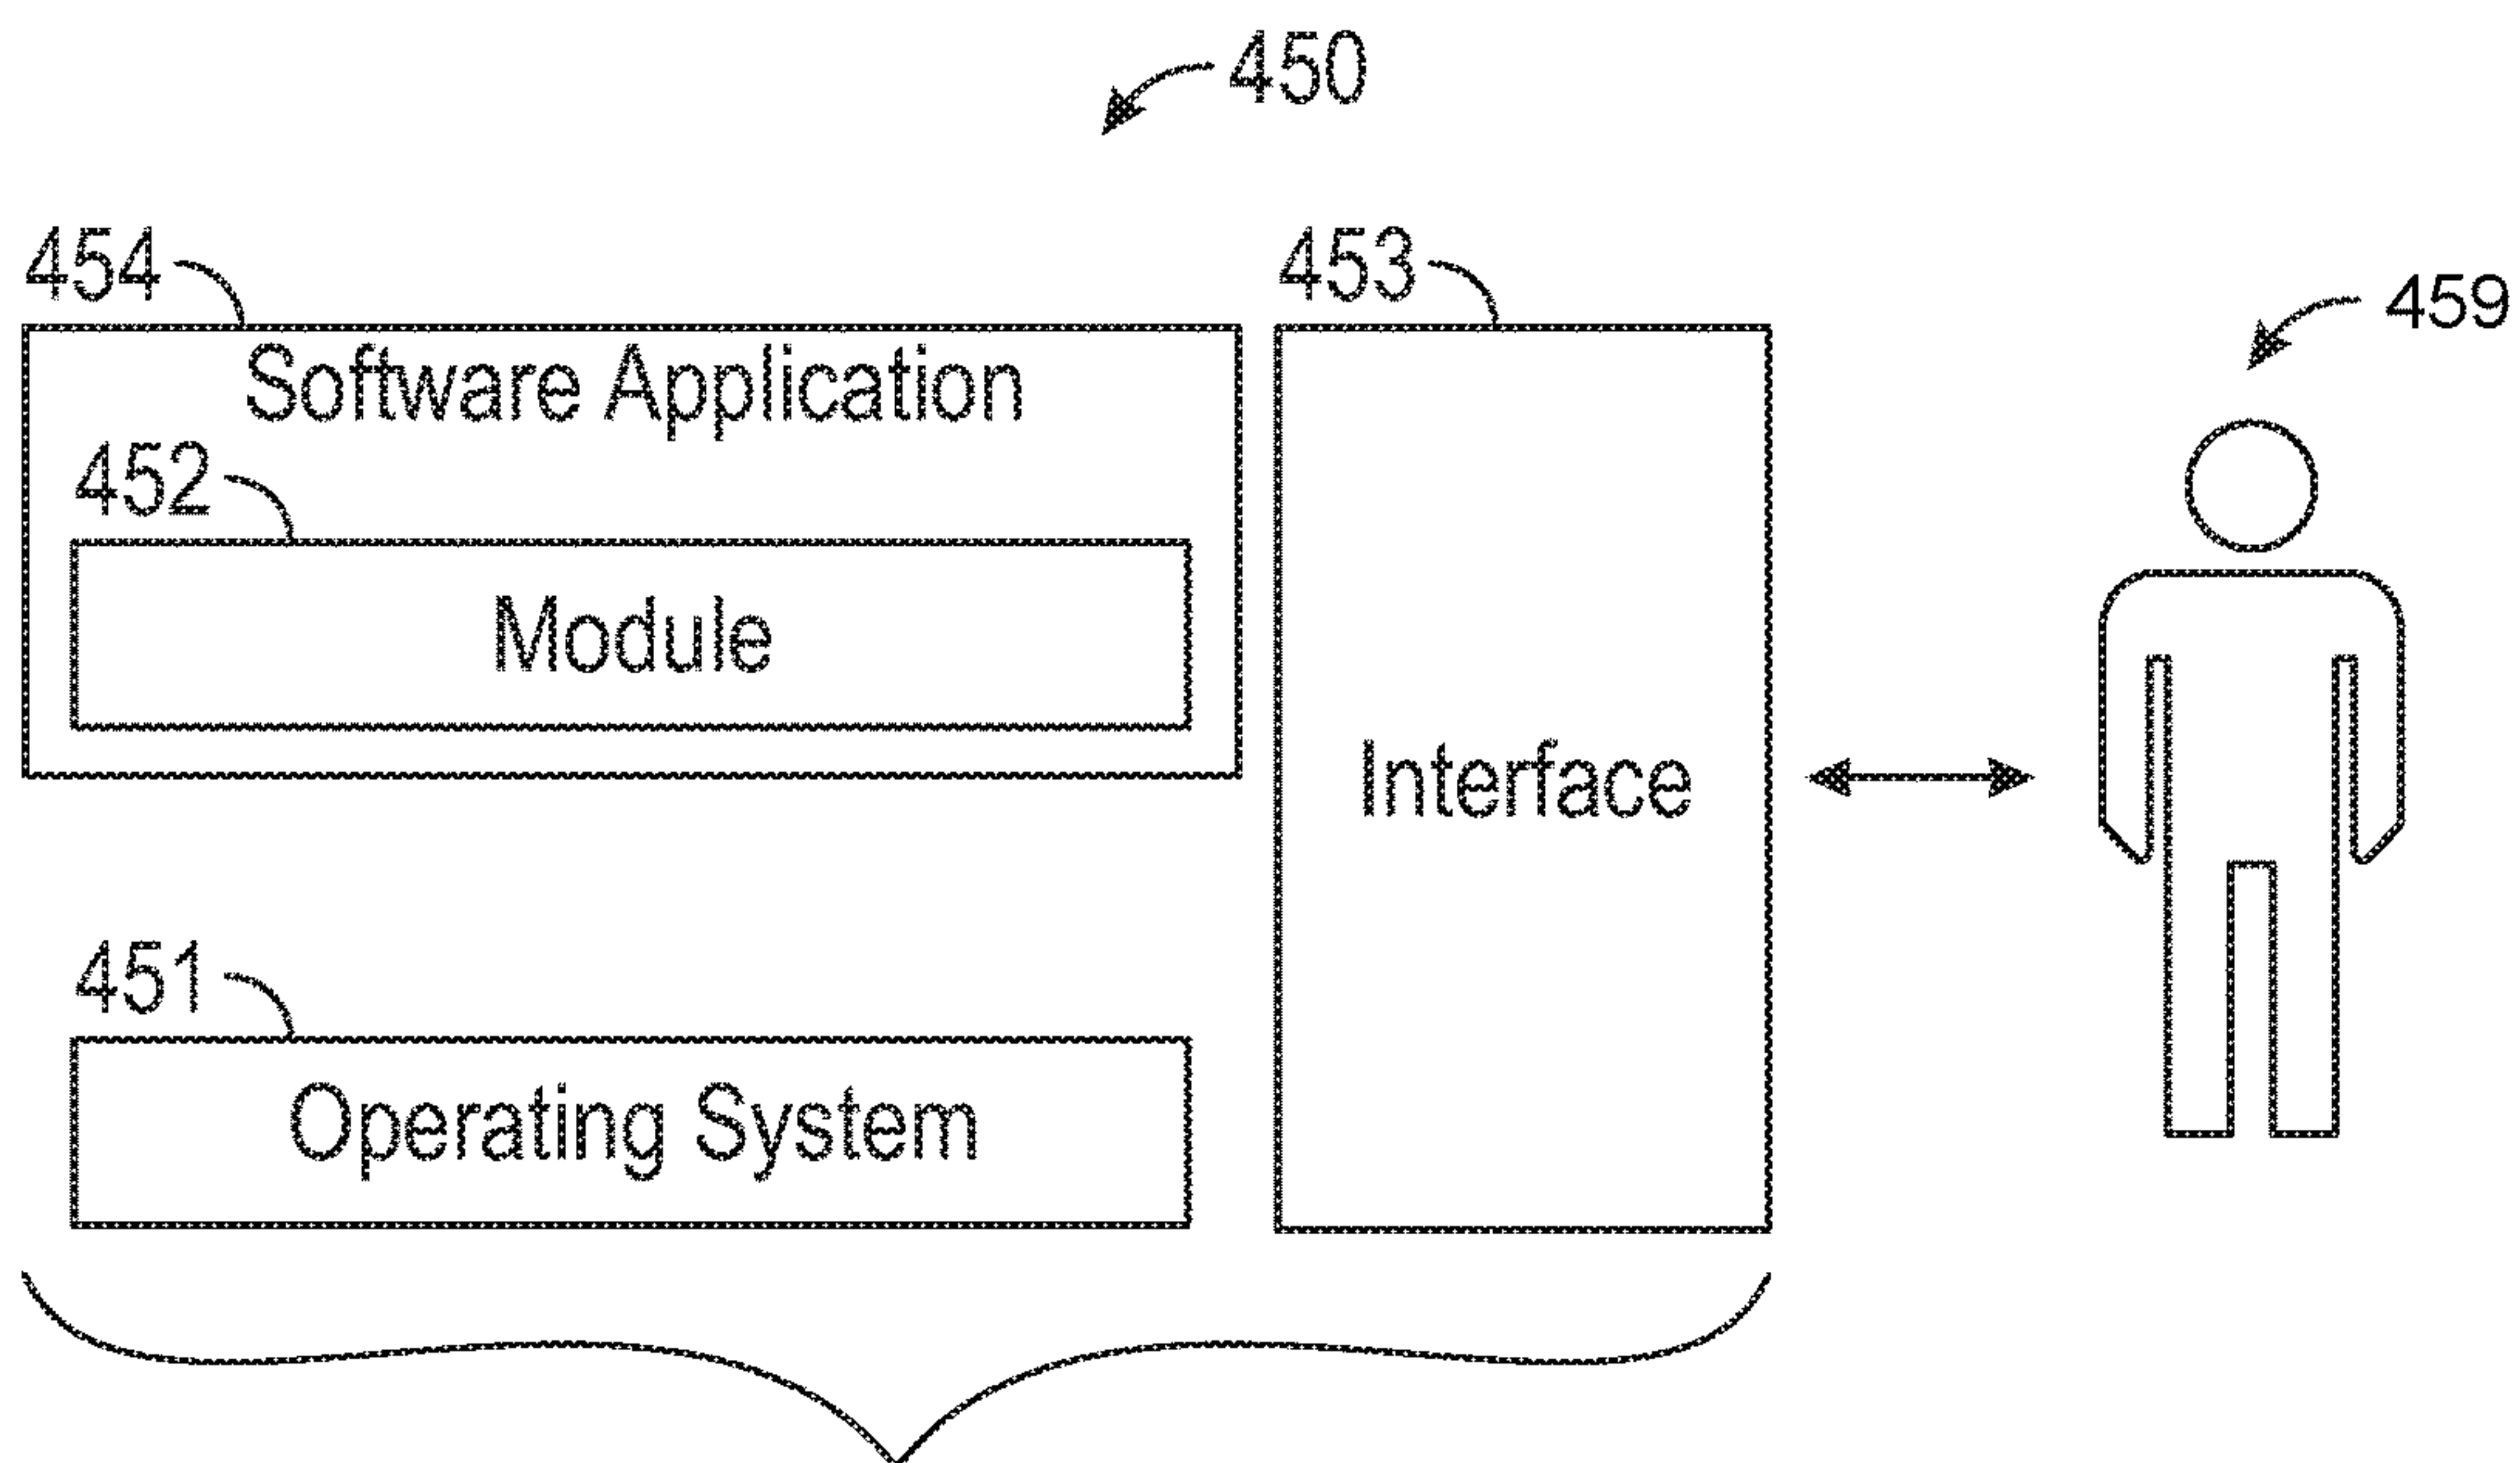 450
454
453
459
Software Application
452
Module
Interface
451
Operating System